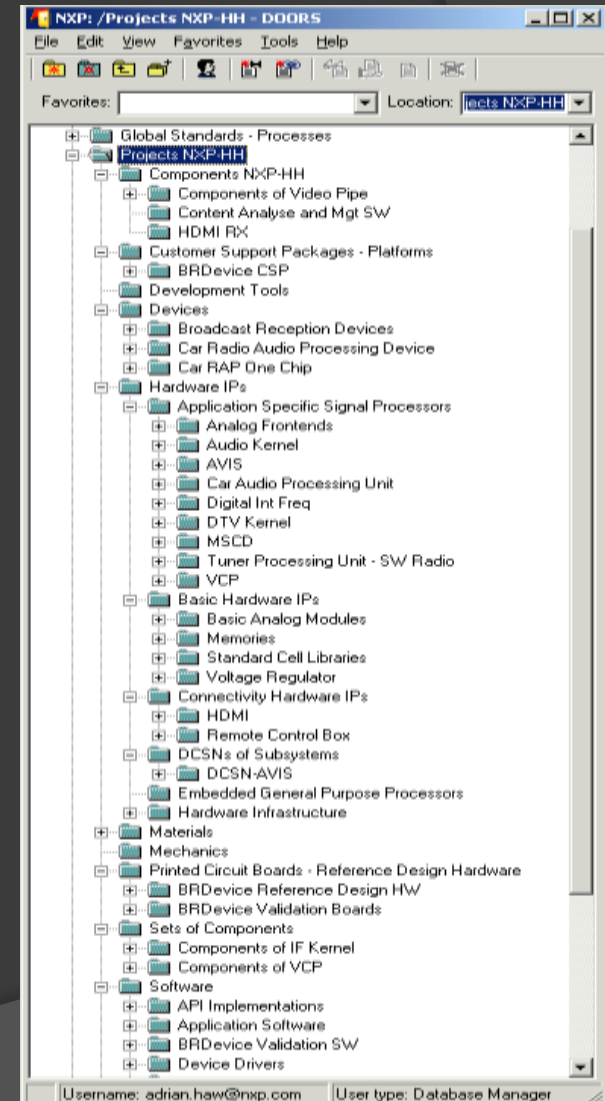 NXP: /Projects NXP-HH - DOORS
File Edit View Favorites Tools Help
Favorites: Location: jects NXP-HH
Global Standards - Processes
Projects NXP-HH
Components NXP-HH
Components of Video Pipe
Content Analyse and Mgt SW
HDMI RX
Customer Support Packages - Platforms
BRDevice CSP
Development Tools
Devices
Broadcast Reception Devices
Car Radio Audio Processing Device
Car RAP One Chip
Hardware IPs
Application Specific Signal Processors
Analog Frontends
Audio Kernel
AVIS
Car Audio Processing Unit
Digital Int Freq
DTV Kernel
MSCD
Tuner Processing Unit - SW Radio
VCP
Basic Hardware IPs
Basic Analog Modules
Memories
Standard Cell Libraries
Voltage Regulator
Connectivity Hardware IPs
HDMI
Remote Control Box
DCSNs of Subsystems
DCSN-AVIS
Embedded General Purpose Processors
Hardware Infrastructure
Materials
Mechanics
Printed Circuit Boards - Reference Design Hardware
BRDevice Reference Design HW
BRDevice Validation Boards
Sets of Components
Components of IF Kernel
Components of VCP
Software
API Implementations
Application Software
BRDevice Validation SW
Device Drivers
Username: adrian.haw@nxp.com User type: Database Manager